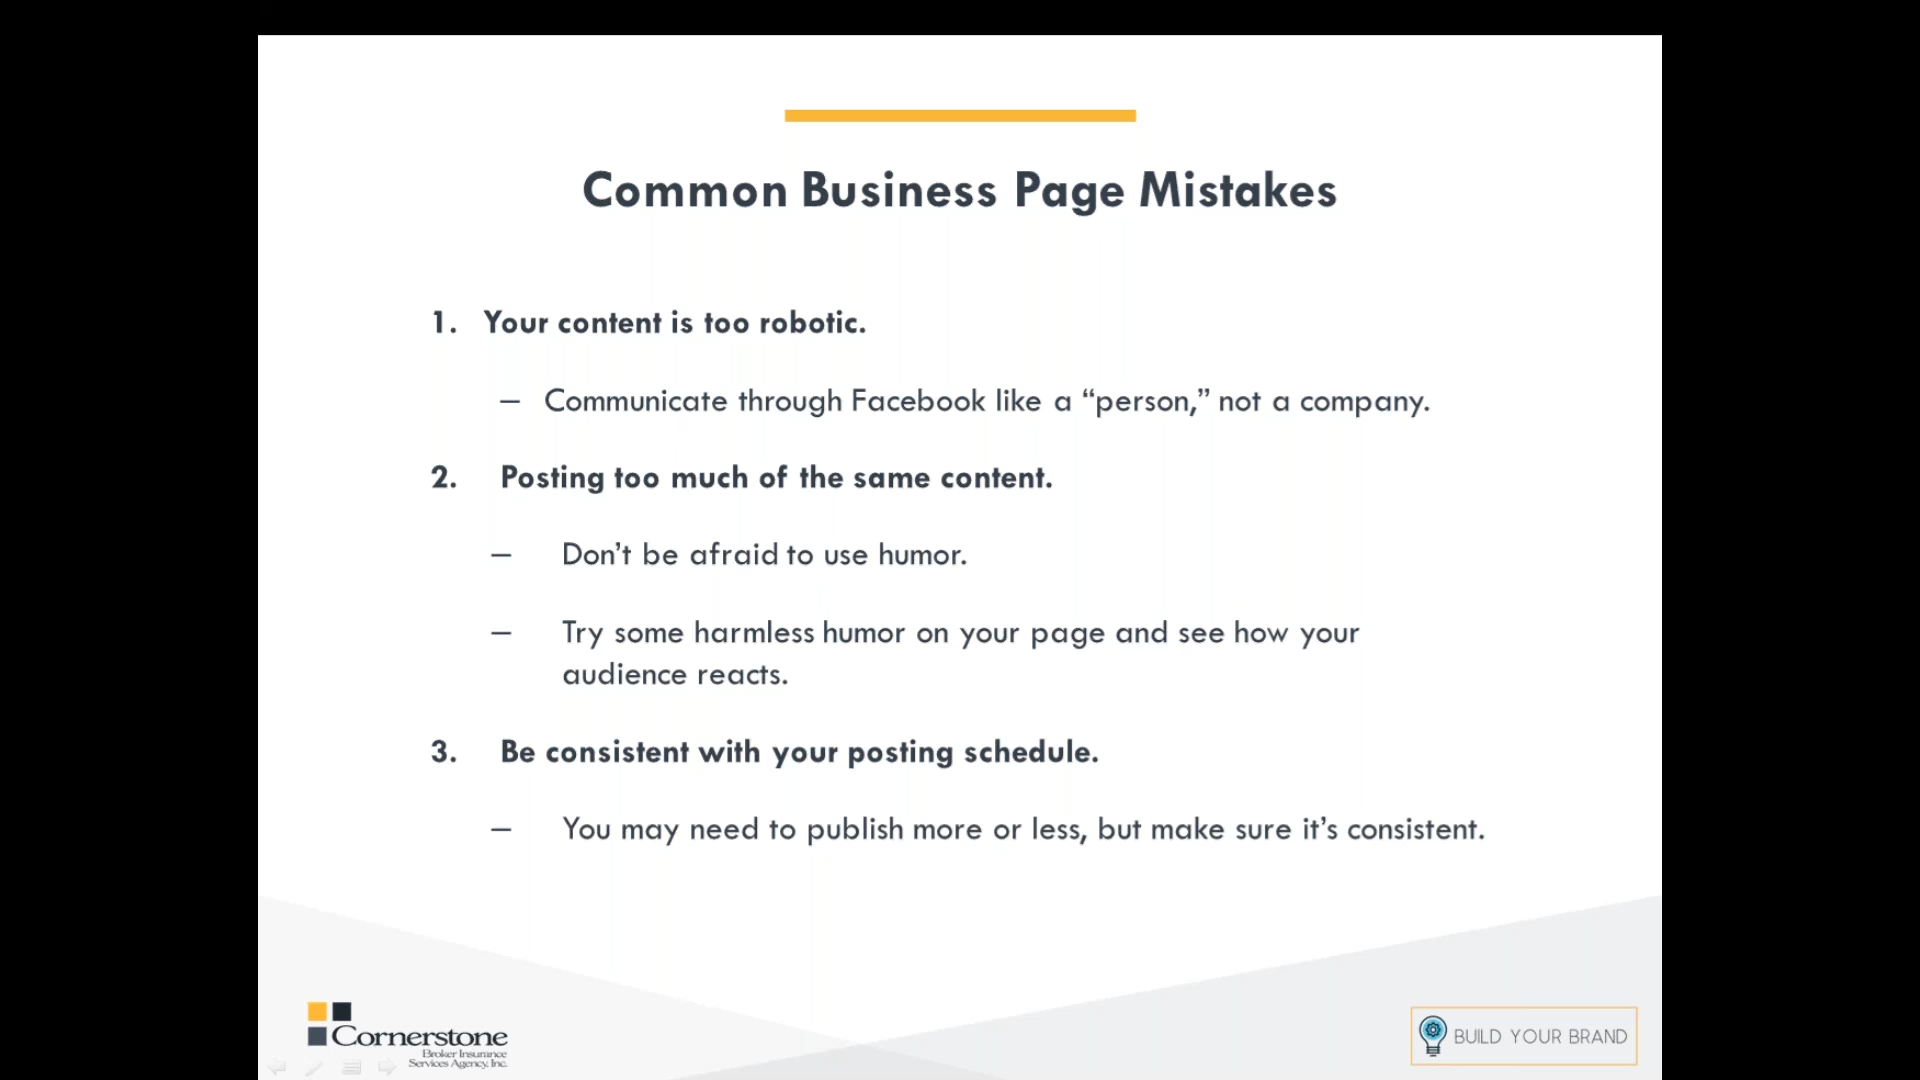 Common Business Page Mistakes
1. Your content is too robotic.
– Communicate through Facebook like a “person,” not a company.
2. Posting too much of the same content.
– Don’t be afraid to use humor.
– Try some harmless humor on your page and see how your
audience reacts.
3. Be consistent with your posting schedule.
– You may need to publish more or less, but make sure it’s consistent.
Cornerstone
Broker Insurance
Services Agency, Inc.
BUILD YOUR BRAND